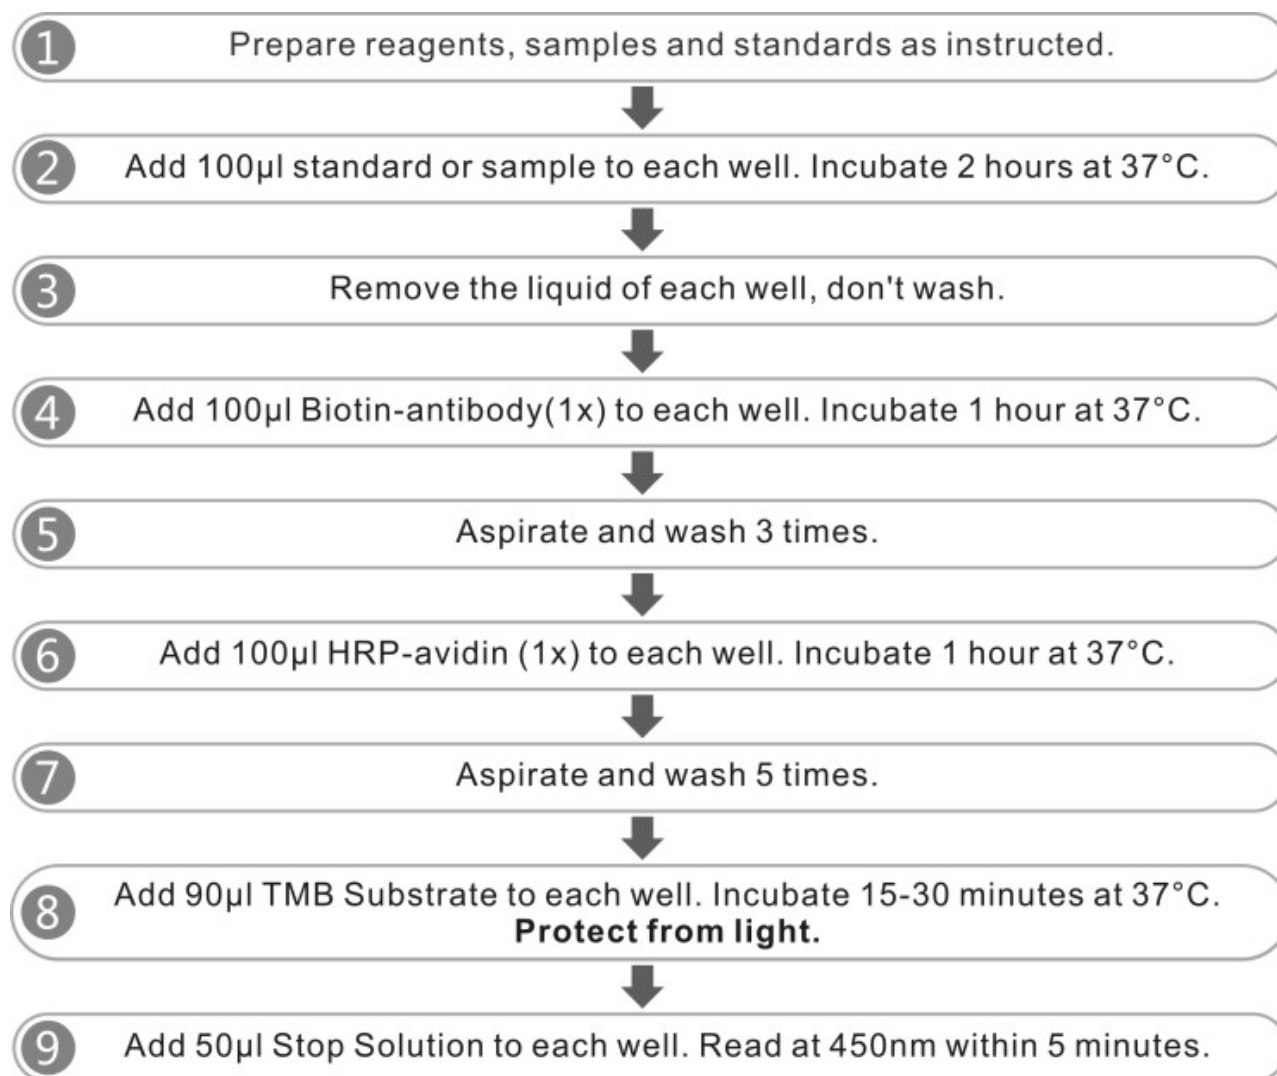 1 Prepare reagents, samples and standards as instructed.
2 Add 100µl standard or sample to each well. Incubate 2 hours at 37°C.
3 Remove the liquid of each well, don't wash.
4 Add 100µl Biotin-antibody(1x) to each well. Incubate 1 hour at 37°C.
5 Aspirate and wash 3 times.
6 Add 100µl HRP-avidin (1x) to each well. Incubate 1 hour at 37°C.
7 Aspirate and wash 5 times.
8 Add 90µl TMB Substrate to each well. Incubate 15-30 minutes at 37°C.
Protect from light.
9 Add 50µl Stop Solution to each well. Read at 450nm within 5 minutes.